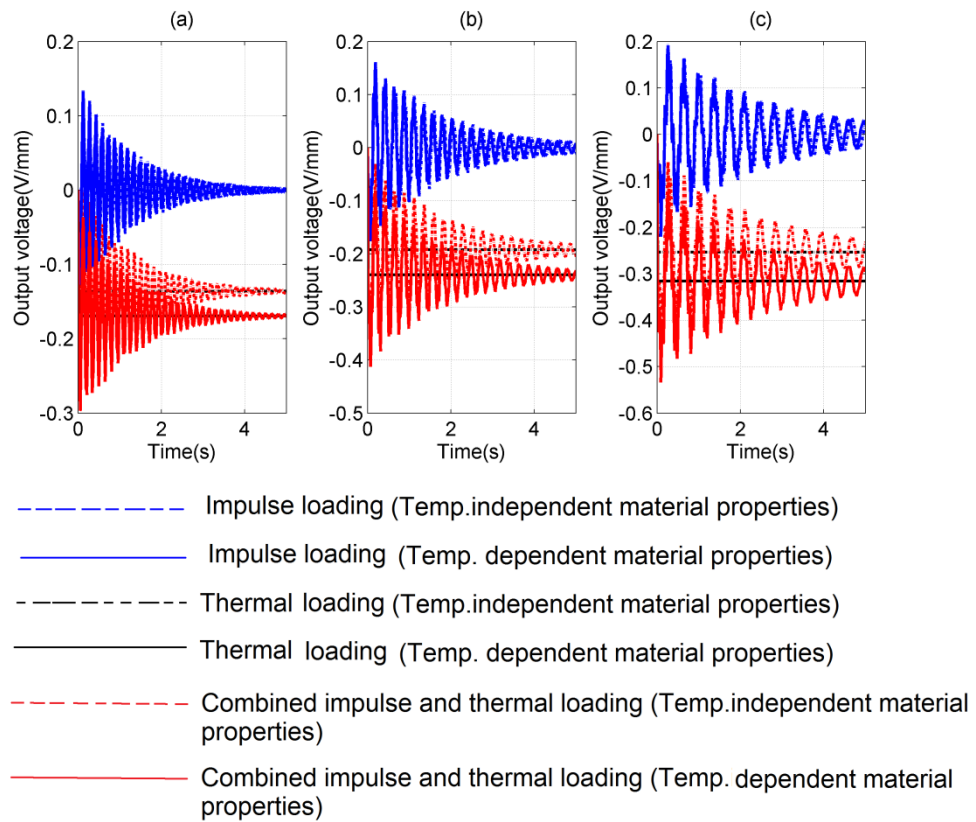 (a)
(b)
(c)
0.2
0.1
0
-0.1
-0.2
-0.3
Output voltage(V/mm)
0
2
4
Time(s)
0.2
0.1
0
-0.1
-0.2
-0.3
-0.4
-0.5
Output voltage(V/mm)
0
2
4
Time(s)
0.2
0.1
0
-0.1
-0.2
-0.3
-0.4
-0.5
-0.6
Output voltage(V/mm)
0
2
4
Time(s)
Impulse loading (Temp.independent material properties)
Impulse loading (Temp. dependent material properties)
Thermal loading (Temp.independent material properties)
Thermal loading (Temp. dependent material properties)
Combined impulse and thermal loading (Temp.independent material
properties)
Combined impulse and thermal loading (Temp. dependent material
properties)